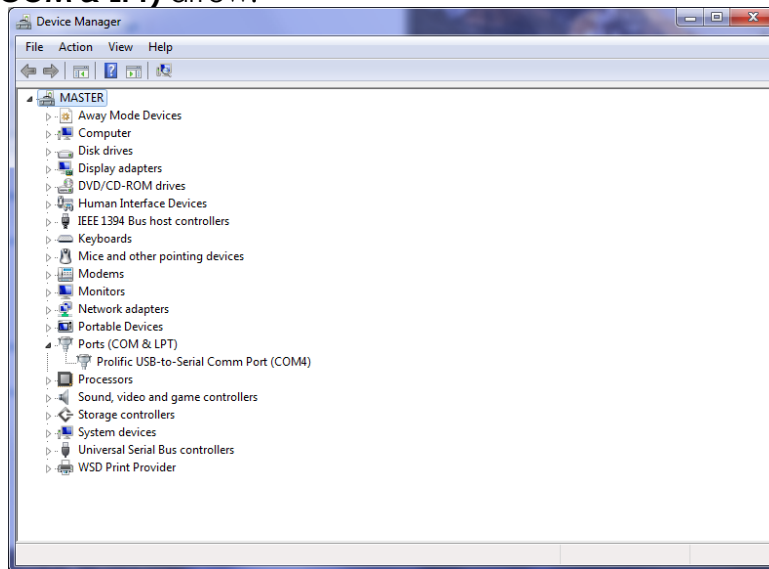 COM & LPT) arrow.
Device Manager
File Action View Help
MASTER
Away Mode Devices
Computer
Disk drives
Display adapters
DVD/CD-ROM drives
Human Interface Devices
IEEE 1394 Bus host controllers
Keyboards
Mice and other pointing devices
Modems
Monitors
Network adapters
Portable Devices
Ports (COM & LPT)
Prolific USB-to-Serial Comm Port (COM4)
Processors
Sound, video and game controllers
Storage controllers
System devices
Universal Serial Bus controllers
WSD Print Provider